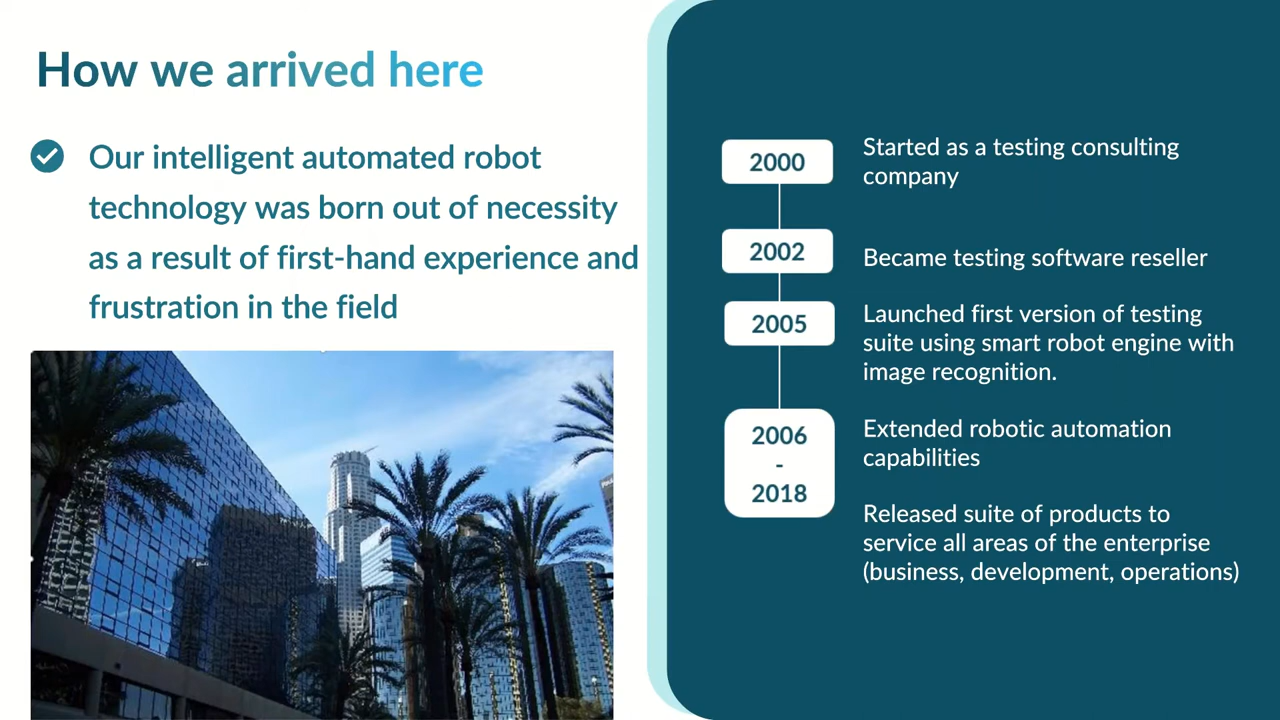 How we arrived here
Our intelligent automated robot
technology was born out of necessity
as a result of first-hand experience and
frustration in the field
2000
Started as a testing consulting
company
2002
Became testing software reseller
2005
Launched first version of testing
suite using smart robot engine with
image recognition.
2006
-
2018
Extended robotic automation
capabilities
Released suite of products to
service all areas of the enterprise
(business, development, operations)